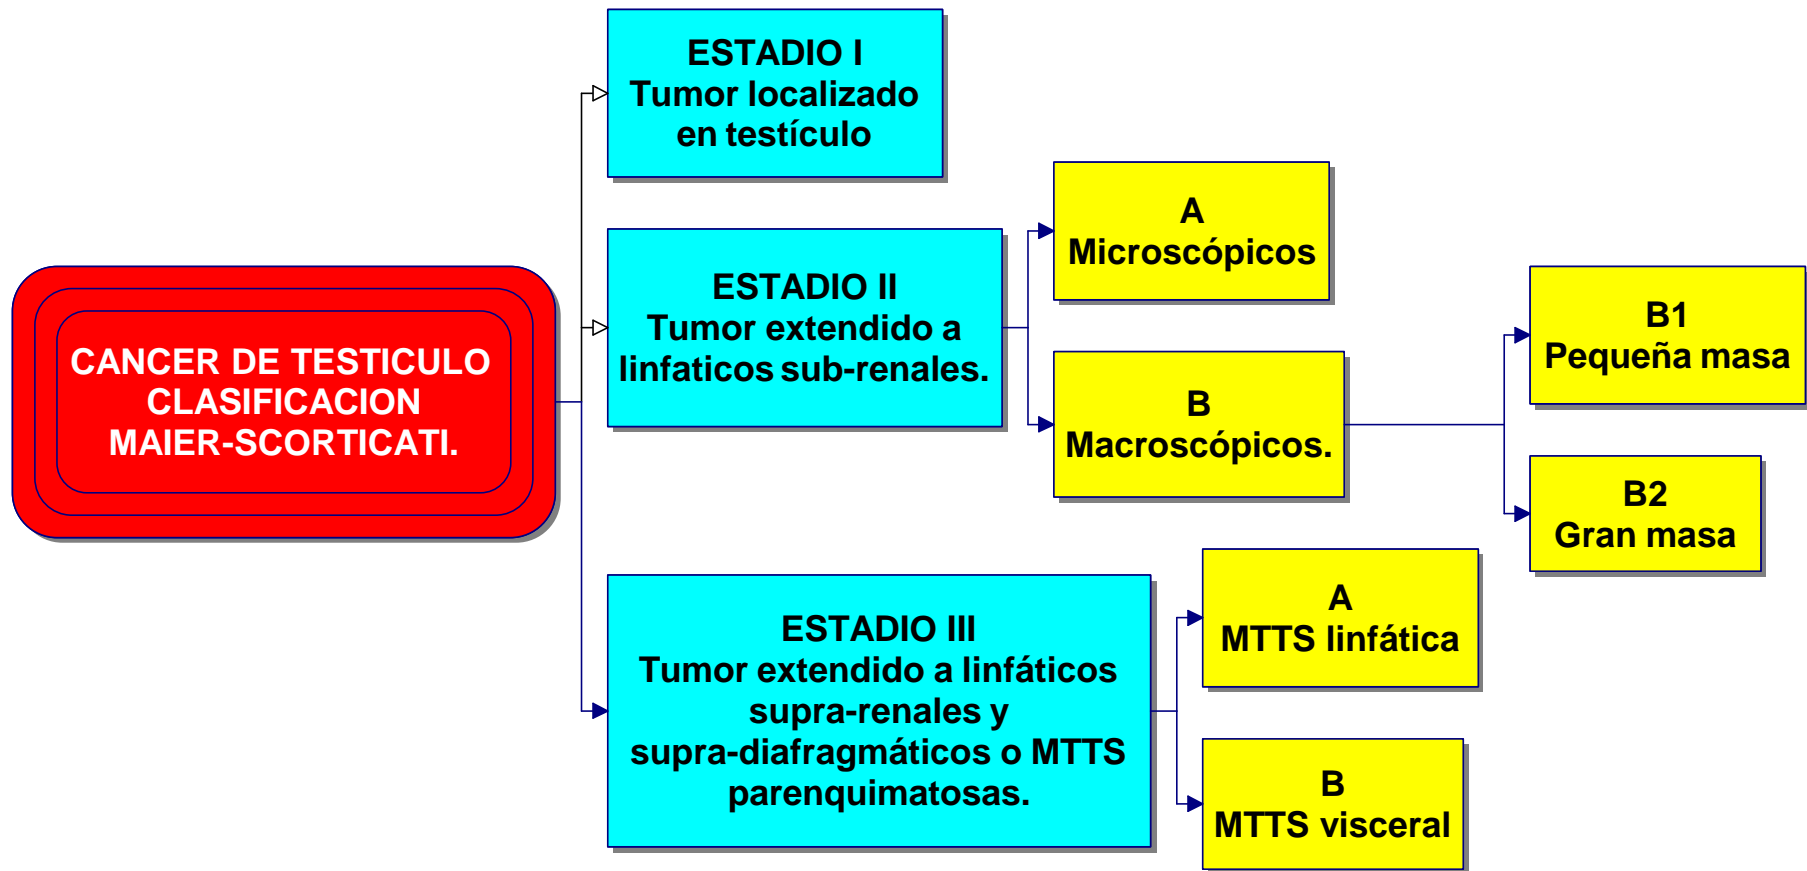 CANCER DE TESTICULO
CLASIFICACION
MAIER-SCORTICATI.
ESTADIO I
Tumor localizado
en testículo
ESTADIO II
Tumor extendido a
linfaticos sub-renales.
A
Microscópicos
B
Macroscópicos.
B1
Pequeña masa
B2
Gran masa
ESTADIO III
Tumor extendido a linfáticos
supra-renales y
supra-diafragmáticos o MTTS
parenquimatosas.
A
MTTS linfática
B
MTTS visceral